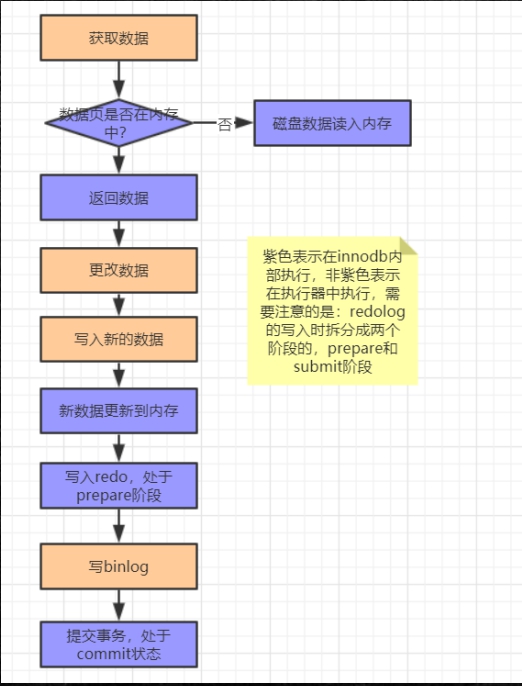 获取数据
数据页是否在内存
中？
否
磁盘数据读入内存
返回数据
更改数据
紫色表示在innodb内
部执行，非紫色表示
在执行器中执行，需
要注意的是：redolog
的写入时拆分成两个
阶段的，prepare和
submit阶段
写入新的数据
新数据更新到内存
写入redo，处于
prepare阶段
写binlog
提交事务，处于
commit状态